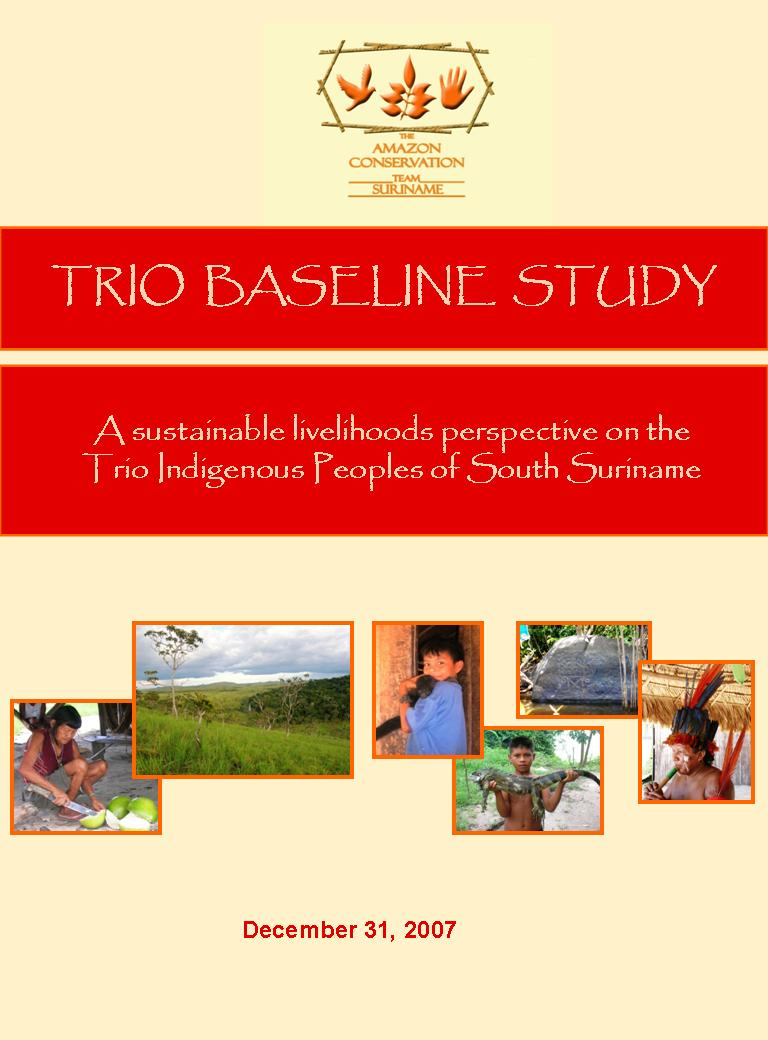 THE
AMAZON
CONSERVATION
TEAM
SURINAME
TRIO BASELINE STUDY
A sustainable livelihoods perspective on the
Trio Indigenous Peoples of South Suriname
December 31, 2007